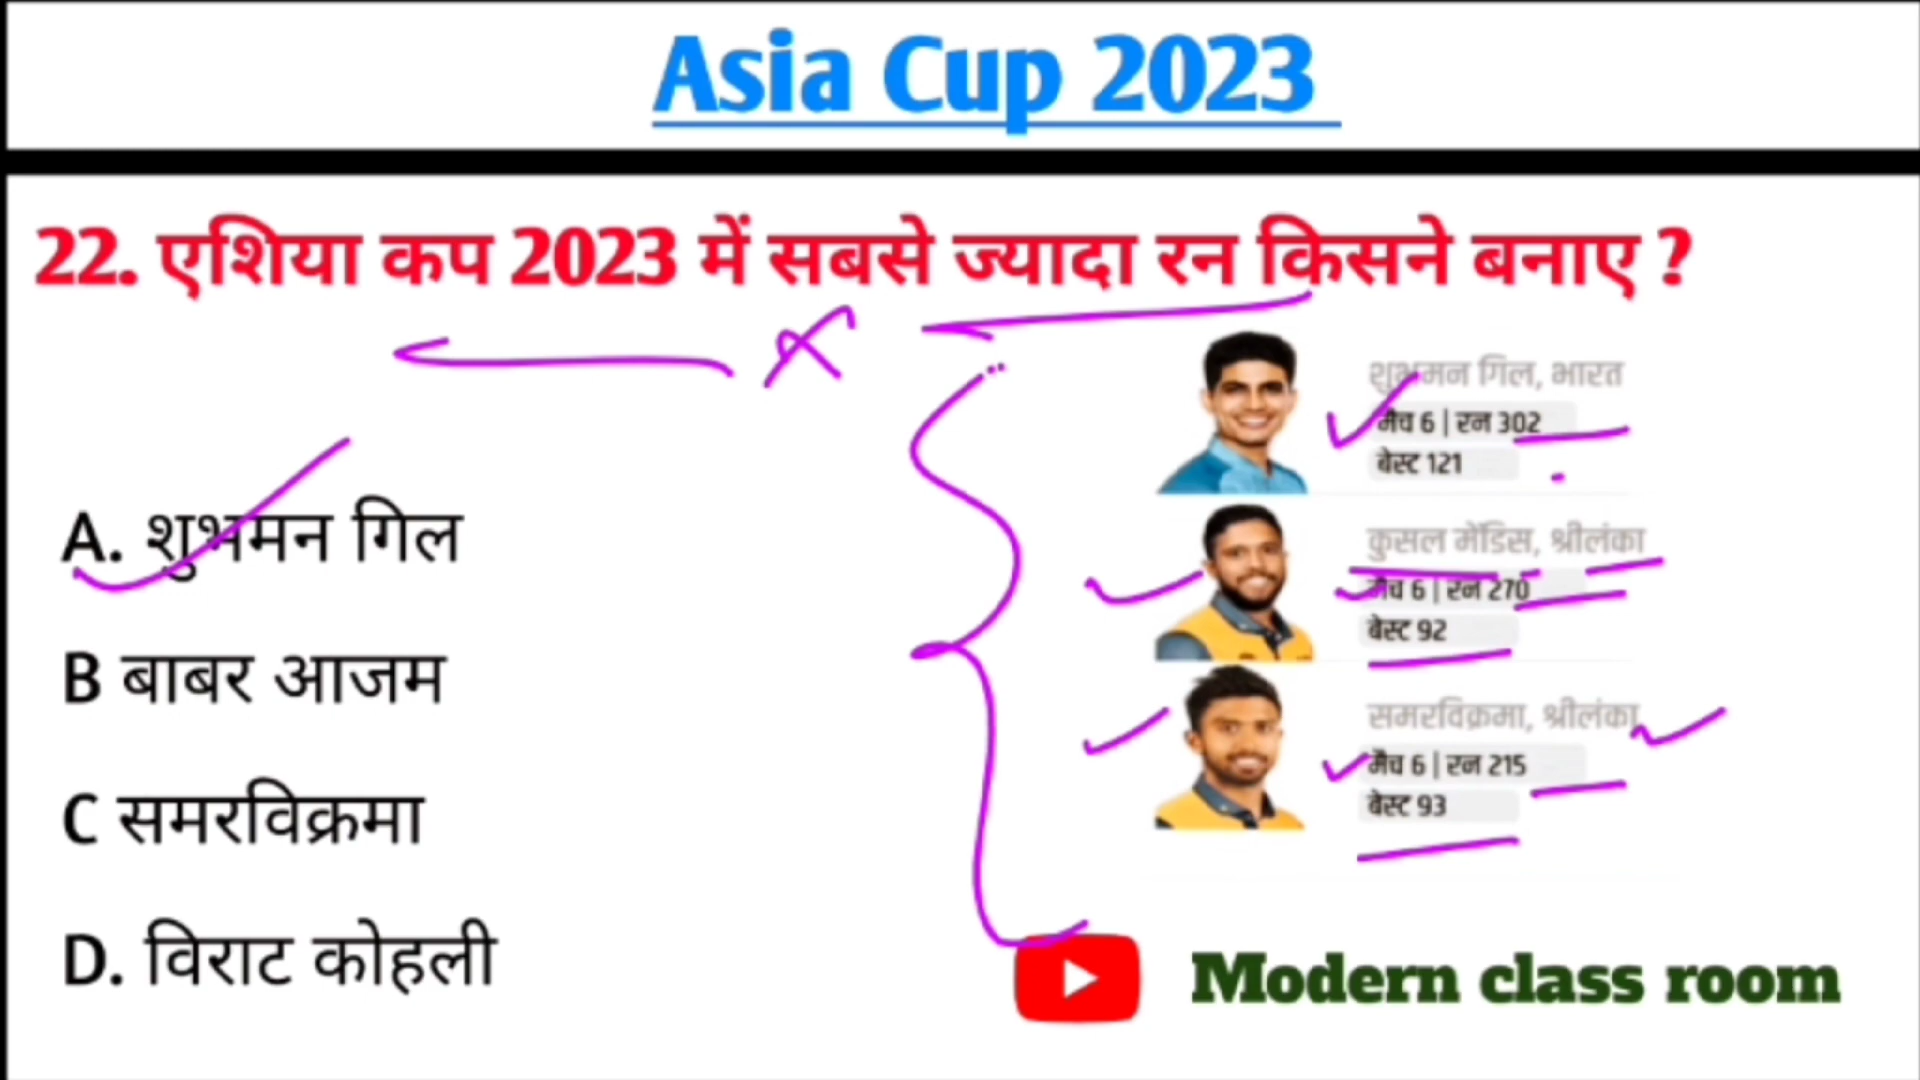 Asia Cup 2023
22. एशिया कप 2023 में सबसे ज्यादा रन किसने बनाए ?
A. शुभमन गिल
B बाबर आजम
C समरविक्रमा
D. विराट कोहली
शुभमन गिल, भारत
मैच 6 | रन 302
बेस्ट 121
कुसल मेंडिस, श्रीलंका
मैच 6 | रन 270
बेस्ट 92
समरविक्रमा, श्रीलंका
मैच 6 | रन 215
बेस्ट 93
Modern class room